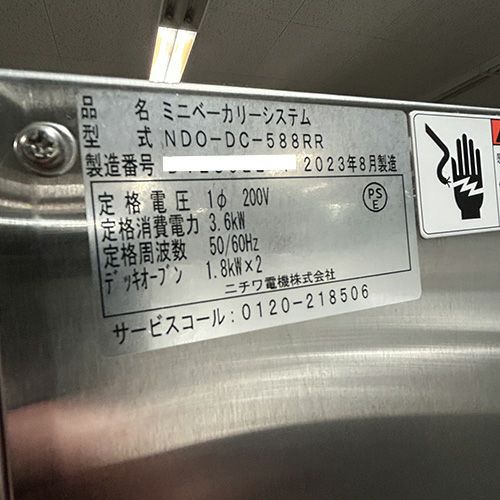 品 名 ミニベーカリーシステム
型 式 NDO-DC-588RR
製造番号 2023年8月製造
定格電圧 1φ 200V
定格消費電力 3.6kW
定格周波数 50/60Hz
デッキオーブン 1.8kW×2
PSE
ニチワ電機株式会社
サービスコール:0120-218506